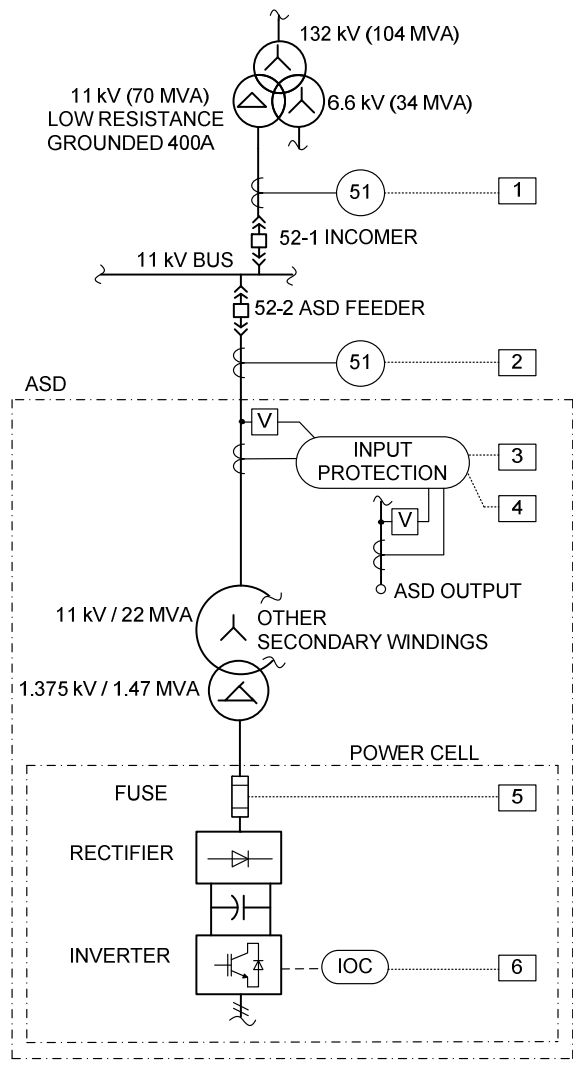 132 kV (104 MVA)
11 kV (70 MVA)
LOW RESISTANCE
GROUNDED 400A
6.6 kV (34 MVA)
51
1
52-1 INCOMER
11 kV BUS
52-2 ASD FEEDER
51
2
ASD
V
INPUT
PROTECTION
3
4
V
ASD OUTPUT
11 kV / 22 MVA
OTHER
SECONDARY WINDINGS
1.375 kV / 1.47 MVA
POWER CELL
FUSE
5
RECTIFIER
INVERTER
IOC
6